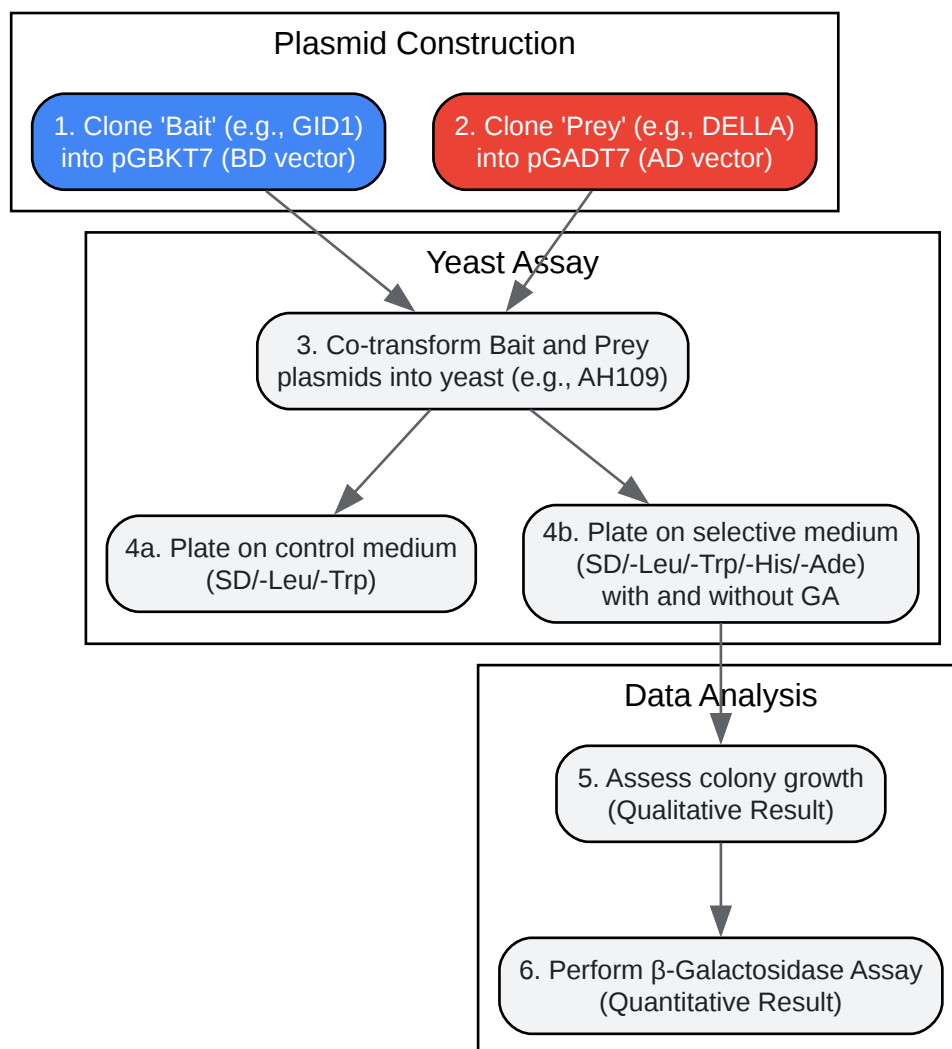 Plasmid Construction
1. Clone 'Bait' (e.g., GID1)
into pGBKT7 (BD vector)
2. Clone 'Prey' (e.g., DELLA)
into pGADT7 (AD vector)
Yeast Assay
3. Co-transform Bait and Prey
plasmids into yeast (e.g., AH109)
4a. Plate on control medium
(SD/-Leu/-Trp)
4b. Plate on selective medium
(SD/-Leu/-Trp/-His/-Ade)
with and without GA
Data Analysis
5. Assess colony growth
(Qualitative Result)
6. Perform β-Galactosidase Assay
(Quantitative Result)